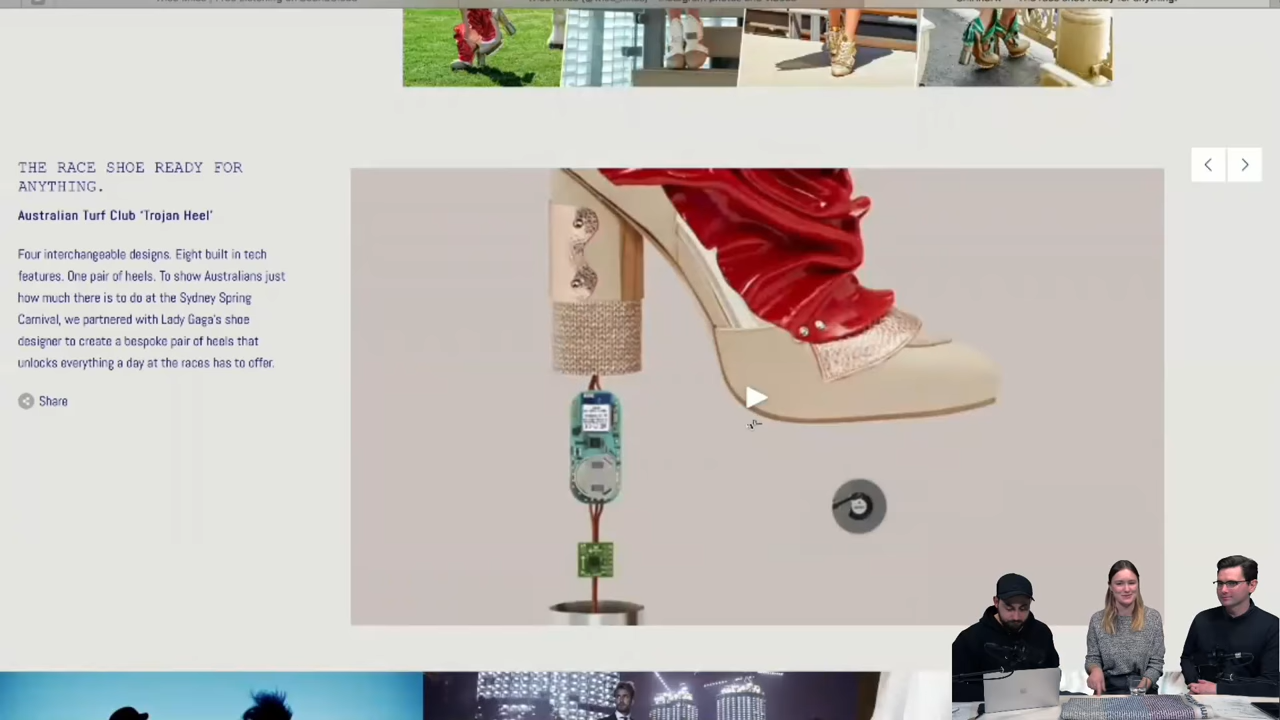 THE RACE SHOE READY FOR
ANYTHING.
Australian Turf Club ‘Trojan Heel’
Four interchangeable designs. Eight built in tech
features. One pair of heels. To show Australians just
how much there is to do at the Sydney Spring
Carnival, we partnered with Lady Gaga's shoe
designer to create a bespoke pair of heels that
unlocks everything a day at the races has to offer.
Share